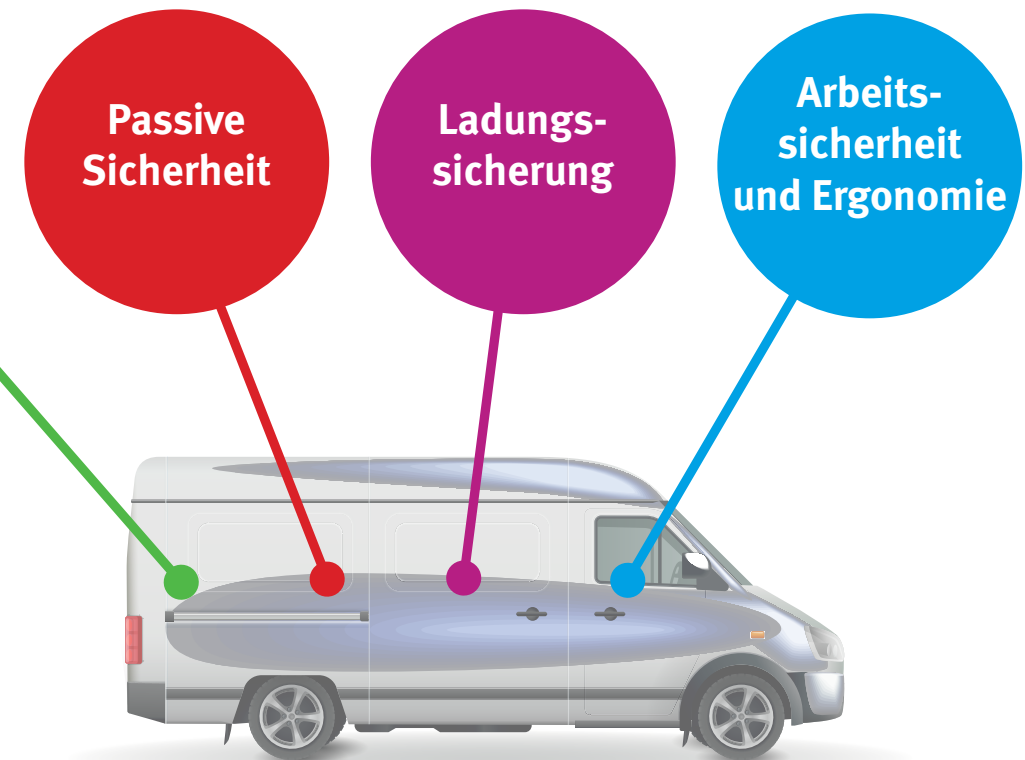 Passive
Sicherheit
Ladungs-
sicherung
Arbeits-
sicherheit
und Ergonomie